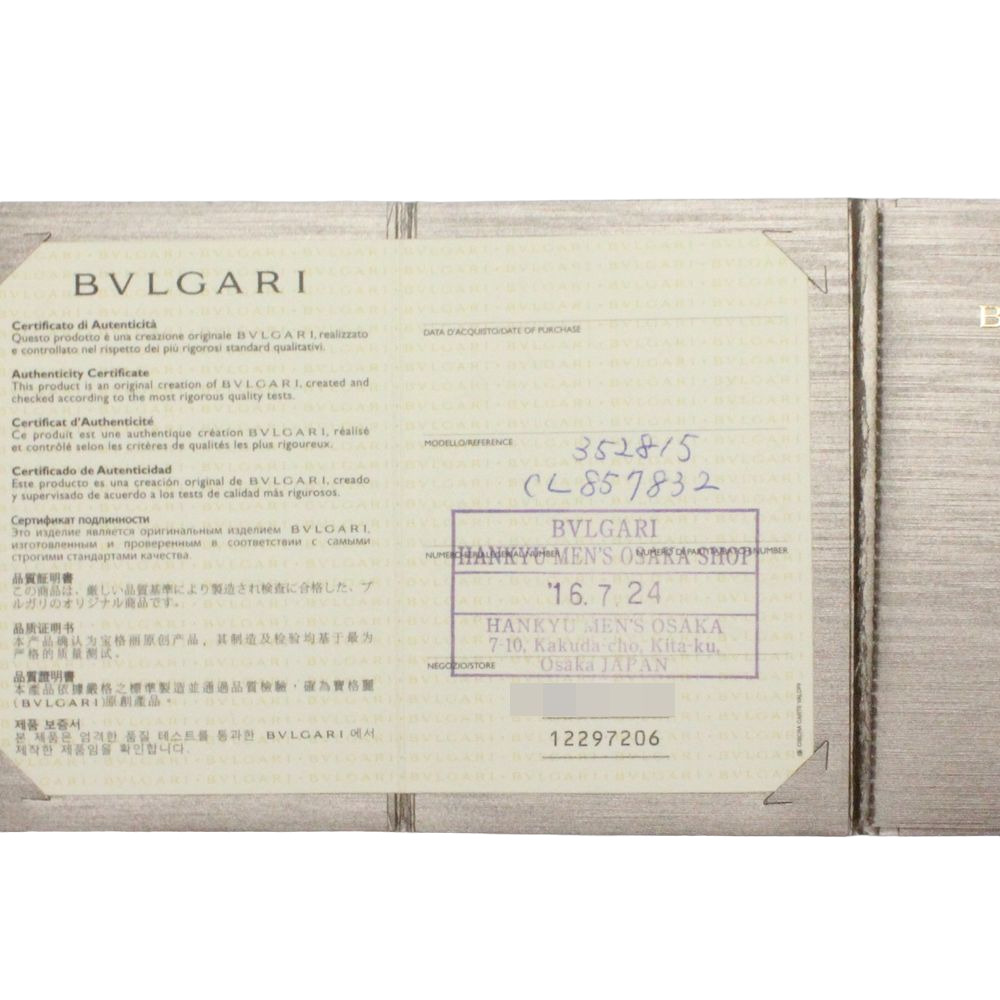 BVLGARI
Certificato di Autenticità
Questo prodotto è una creazione originale BVLGARI, realizzato
e controllato nel rispetto dei più rigorosi standard qualitativi.
Authenticity Certificate
This product is an original creation of BVLGARI, created and
checked according to the most rigorous quality tests.
Certificat d'Authenticité
Ce produit est une authentique création BVLGARI, réalisé
et contrôlé selon les critères de qualités les plus rigoureux.
Certificado de Autenticidad
Este producto es una creación original de BVLGARI, creado
y supervisado de acuerdo a los tests de calidad más rigurosos.
Сертификат подлинности
Это изделие является оригинальным изделием BVLGARI,
изготовленным и проверенным в соответствии с самыми
строгими стандартами качества.
品質証明書
この商品は、厳しい品質基準により製造され検査に合格した、ブ
ルガリのオリジナル商品です。
品质证明书
本产品确认为宝格丽原创产品，其制造及检验均基于最为
严格的质量测试。
品質證明書
本產品依據嚴格之標準製造並通過品質檢驗，確為寶格麗
(BVLGARI)原創產品。
제품 보증서
본 제품은 엄격한 품질 테스트를 통과한 BVLGARI 에서
제작한 제품임을 확인합니다.
DATA D'ACQUISTO/DATE OF PURCHASE
MODELLO/REFERENCE
352815
CL857832
BVLGARI
HANKYU MEN'S OSAKA SHOP
'16.7.24
HANKYU MEN'S OSAKA
7-10, Kakuda-cho, Kita-ku,
Osaka JAPAN
NEGOZIO/STORE
12297206
B